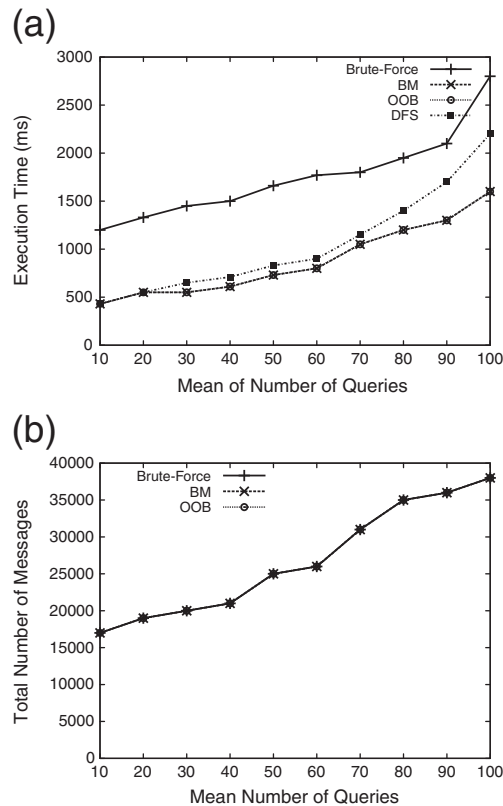 (a)
3000
2500
2000
1500
1000
500
0
Execution Time (ms)
Brute-Force
BM
OOB
DFS
10 20 30 40 50 60 70 80 90 100
Mean of Number of Queries
(b)
40000
35000
30000
25000
20000
15000
10000
5000
0
Total Number of Messages
Brute-Force
BM
OOB
10 20 30 40 50 60 70 80 90 100
Mean Number of Queries